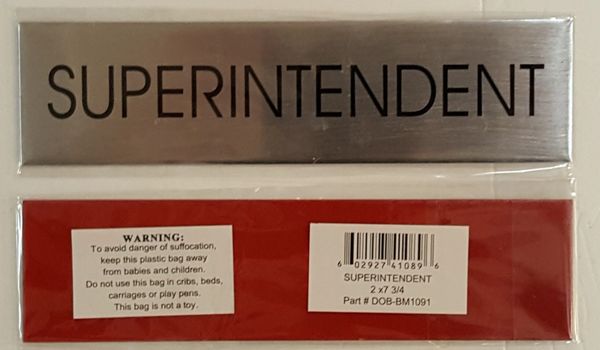 SUPERINTENDENT
WARNING:
To avoid danger of suffocation,
keep this plastic bag away
from babies and children.
Do not use this bag in cribs, beds,
carriages or play pens.
This bag is not a toy.
6 02927 41089 6
SUPERINTENDENT
2 x7 3/4
Part # DOB-BM1091